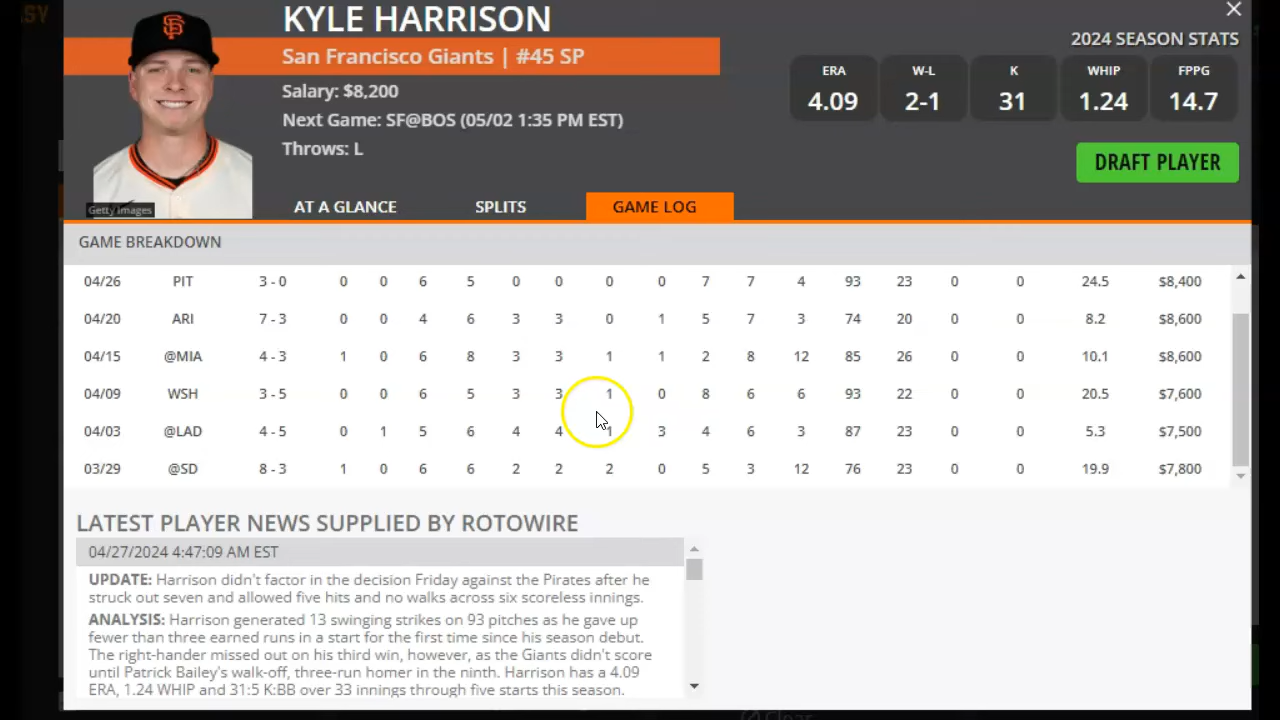 KYLE HARRISON
San Francisco Giants | #45 SP
Salary: $8,200
Next Game: SF@BOS (05/02 1:35 PM EST)
Throws: L
SF
Getty Images
2024 SEASON STATS
ERA W-L K WHIP FPPG
4.09 2-1 31 1.24 14.7
DRAFT PLAYER
AT A GLANCE SPLITS GAME LOG
GAME BREAKDOWN
04/26 PIT 3 - 0 0 0 6 5 0 0 0 0 7 7 4 93 23 0 0 24.5 $8,400
04/20 ARI 7 - 3 0 0 4 6 3 3 0 1 5 7 3 74 20 0 0 8.2 $8,600
04/15 @MIA 4 - 3 1 0 6 8 3 3 1 1 2 8 12 85 26 0 0 10.1 $8,600
04/09 WSH 3 - 5 0 0 6 5 3 3 1 0 8 6 6 93 22 0 0 20.5 $7,600
04/03 @LAD 4 - 5 0 1 5 6 4 4 1 3 4 6 3 87 23 0 0 5.3 $7,500
03/29 @SD 8 - 3 1 0 6 6 2 2 2 0 5 3 12 76 23 0 0 19.9 $7,800
LATEST PLAYER NEWS SUPPLIED BY ROTOWIRE
04/27/2024 4:47:09 AM EST
UPDATE: Harrison didn't factor in the decision Friday against the Pirates after he
struck out seven and allowed five hits and no walks across six scoreless innings.
ANALYSIS: Harrison generated 13 swinging strikes on 93 pitches as he gave up
fewer than three earned runs in a start for the first time since his season debut.
The right-hander missed out on his third win, however, as the Giants didn't score
until Patrick Bailey's walk-off, three-run homer in the ninth. Harrison has a 4.09
ERA, 1.24 WHIP and 31:5 K:BB over 33 innings through five starts this season.
Clear